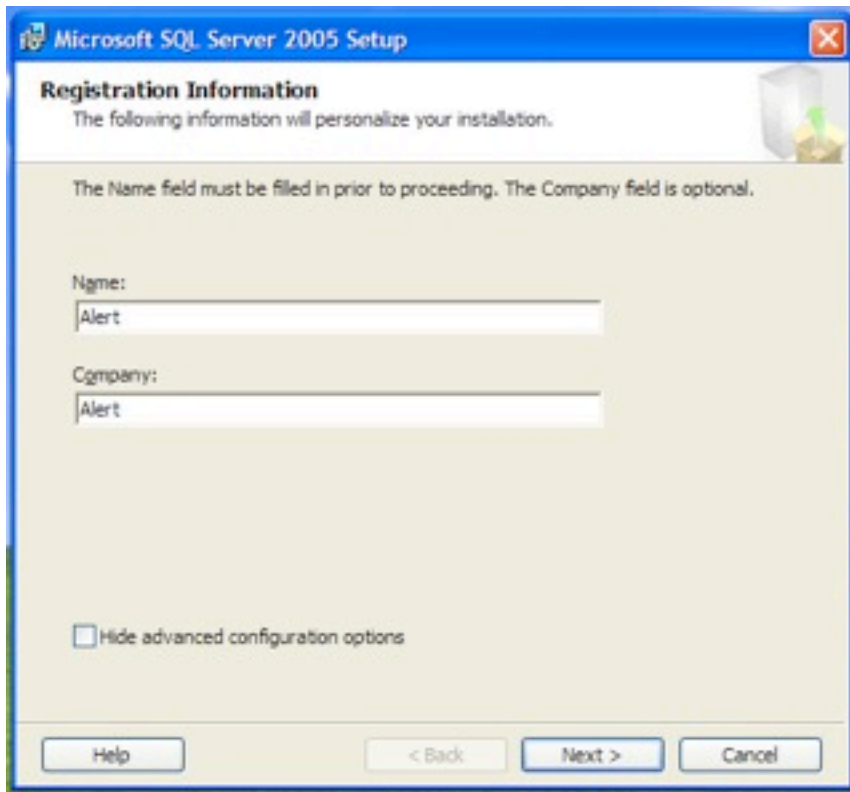 Microsoft SQL Server 2005 Setup
Registration Information
The following information will personalize your installation.
The Name field must be filled in prior to proceeding. The Company field is optional.
Name:
Alert
Company:
Alert
Hide advanced configuration options
Help < Back Next > Cancel